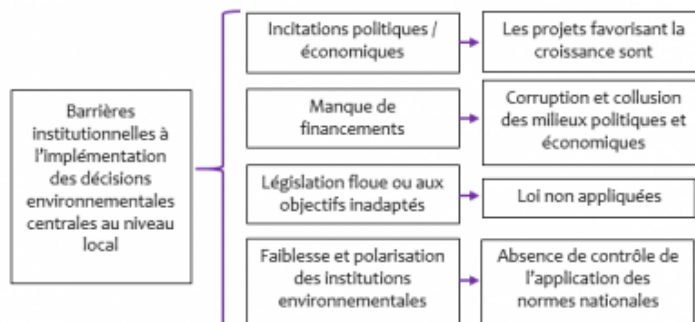 Barrières
institutionnelles à
l'implémentation
des décisions
environnementales
centrales au niveau
local
Incitations politiques /
économiques
Les projets favorisant la
croissance sont
Manque de
financements
Corruption et collusion
des milieux politiques et
économiques
Législation floue ou aux
objectifs inadaptés
Loi non appliquées
Faiblesse et polarisation
des institutions
environnementales
Absence de contrôle de
l'application des
normes nationales